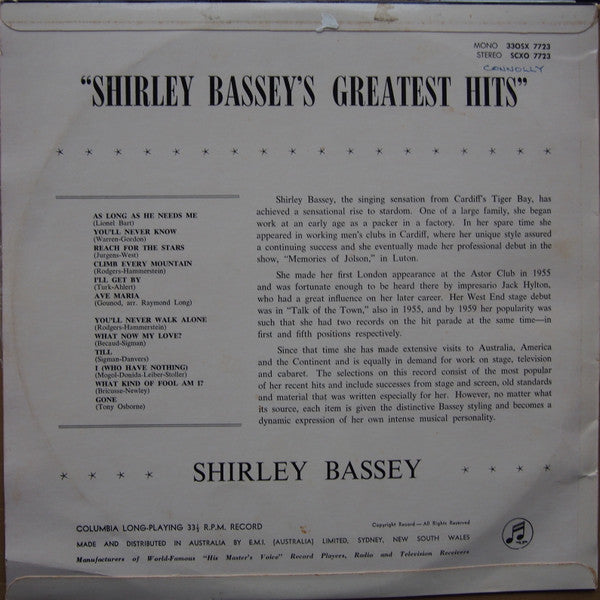 MONO 33OSX 7723
STEREO SCXO 7723
CONNOLLY
"SHIRLEY BASSEY'S GREATEST HITS"
AS LONG AS HE NEEDS ME
(Lionel Bart)
YOU'LL NEVER KNOW
(Warren-Gordon)
REACH FOR THE STARS
(Jurgens-West)
CLIMB EVERY MOUNTAIN
(Rodgers-Hammerstein)
I'LL GET BY
(Turk-Ahlert)
AVE MARIA
(Gounod, arr. Raymond Long)
YOU'LL NEVER WALK ALONE
(Rodgers-Hammerstein)
WHAT NOW MY LOVE?
(Becaud-Sigman)
TILL
(Sigman-Danvers)
I (WHO HAVE NOTHING)
(Mogol-Donida-Leiber-Stoller)
WHAT KIND OF FOOL AM I?
(Bricusse-Newley)
GONE
(Tony Osborne)
Shirley Bassey, the singing sensation from Cardiff's Tiger Bay, has
achieved a sensational rise to stardom. One of a large family, she began
work at an early age as a packer in a factory. In her spare time she
appeared in working men's clubs in Cardiff, where her unique style assured
a continuing success and she eventually made her professional debut in the
show, "Memories of Jolson," in Luton.
She made her first London appearance at the Astor Club in 1955
and was fortunate enough to be heard there by impresario Jack Hylton,
who had a great influence on her later career. Her West End stage debut
was in "Talk of the Town," also in 1955, and by 1959 her popularity was
such that she had two records on the hit parade at the same time—in
first and fifth positions respectively.
Since that time she has made extensive visits to Australia, America
and the Continent and is equally in demand for work on stage, television
and cabaret. The selections on this record consist of the most popular
of her recent hits and include successes from stage and screen, old standards
and material that was written especially for her. However, no matter what
its source, each item is given the distinctive Bassey styling and becomes a
dynamic expression of her own intense musical personality.
SHIRLEY BASSEY
COLUMBIA LONG-PLAYING 33⅓ R.P.M. RECORD
Copyright Record — All Rights Reserved
MADE AND DISTRIBUTED IN AUSTRALIA BY E.M.I. (AUSTRALIA) LIMITED, SYDNEY, NEW SOUTH WALES
Manufacturers of World-Famous "His Master's Voice" Record Players, Radio and Television Receivers